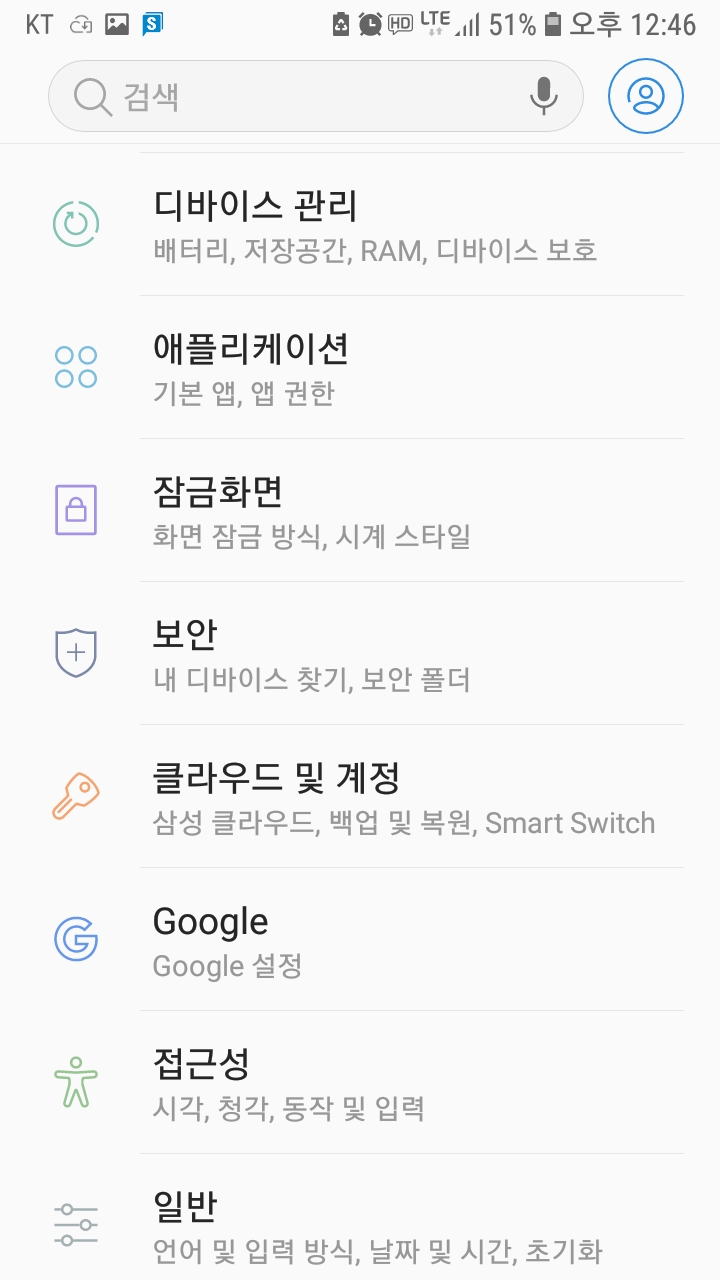 KT HD LTE 51% 오후 12:46
검색
디바이스 관리
배터리, 저장공간, RAM, 디바이스 보호
애플리케이션
기본 앱, 앱 권한
잠금화면
화면 잠금 방식, 시계 스타일
보안
내 디바이스 찾기, 보안 폴더
클라우드 및 계정
삼성 클라우드, 백업 및 복원, Smart Switch
Google
Google 설정
접근성
시각, 청각, 동작 및 입력
일반
언어 및 입력 방식, 날짜 및 시간, 초기화